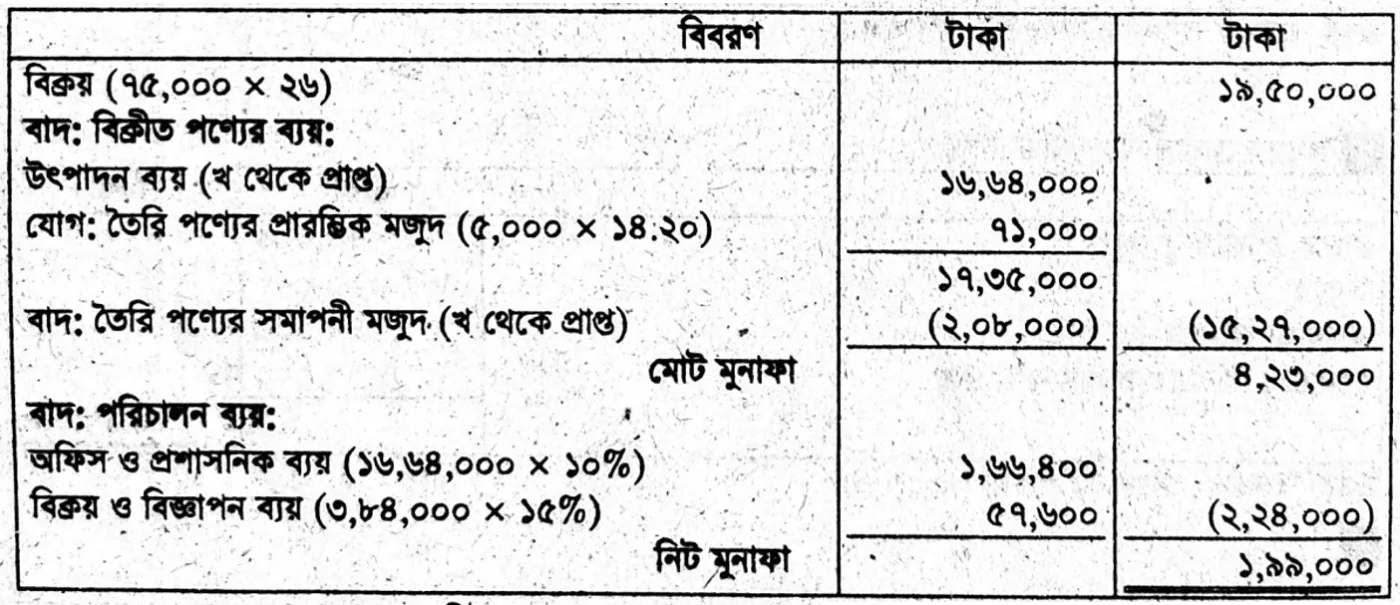 বিবরণ টাকা টাকা
বিক্রয় (৭৫,০০০ × ২৬) ১৯,৫০,০০০
বাদ: বিক্রীত পণ্যের ব্যয়:
উৎপাদন ব্যয় (খ থেকে প্রাপ্ত) ১৬,৬৪,০০০
যোগ: তৈরি পণ্যের প্রারম্ভিক মজুদ (৫,০০০ × ১৪.২০) ৭১,০০০
১৭,৩৫,০০০
বাদ: তৈরি পণ্যের সমাপনী মজুদ (খ থেকে প্রাপ্ত) (২,০৮,০০০) (১৫,২৭,০০০)
মোট মুনাফা ৪,২৩,০০০
বাদ: পরিচালন ব্যয়:
অফিস ও প্রশাসনিক ব্যয় (১৬,৬৪,০০০ × ১০%) ১,৬৬,৪০০
বিক্রয় ও বিজ্ঞাপন ব্যয় (৩,৮৪,০০০ × ১৫%) ৫৭,৬০০ (২,২৪,০০০)
নিট মুনাফা ১,৯৯,০০০